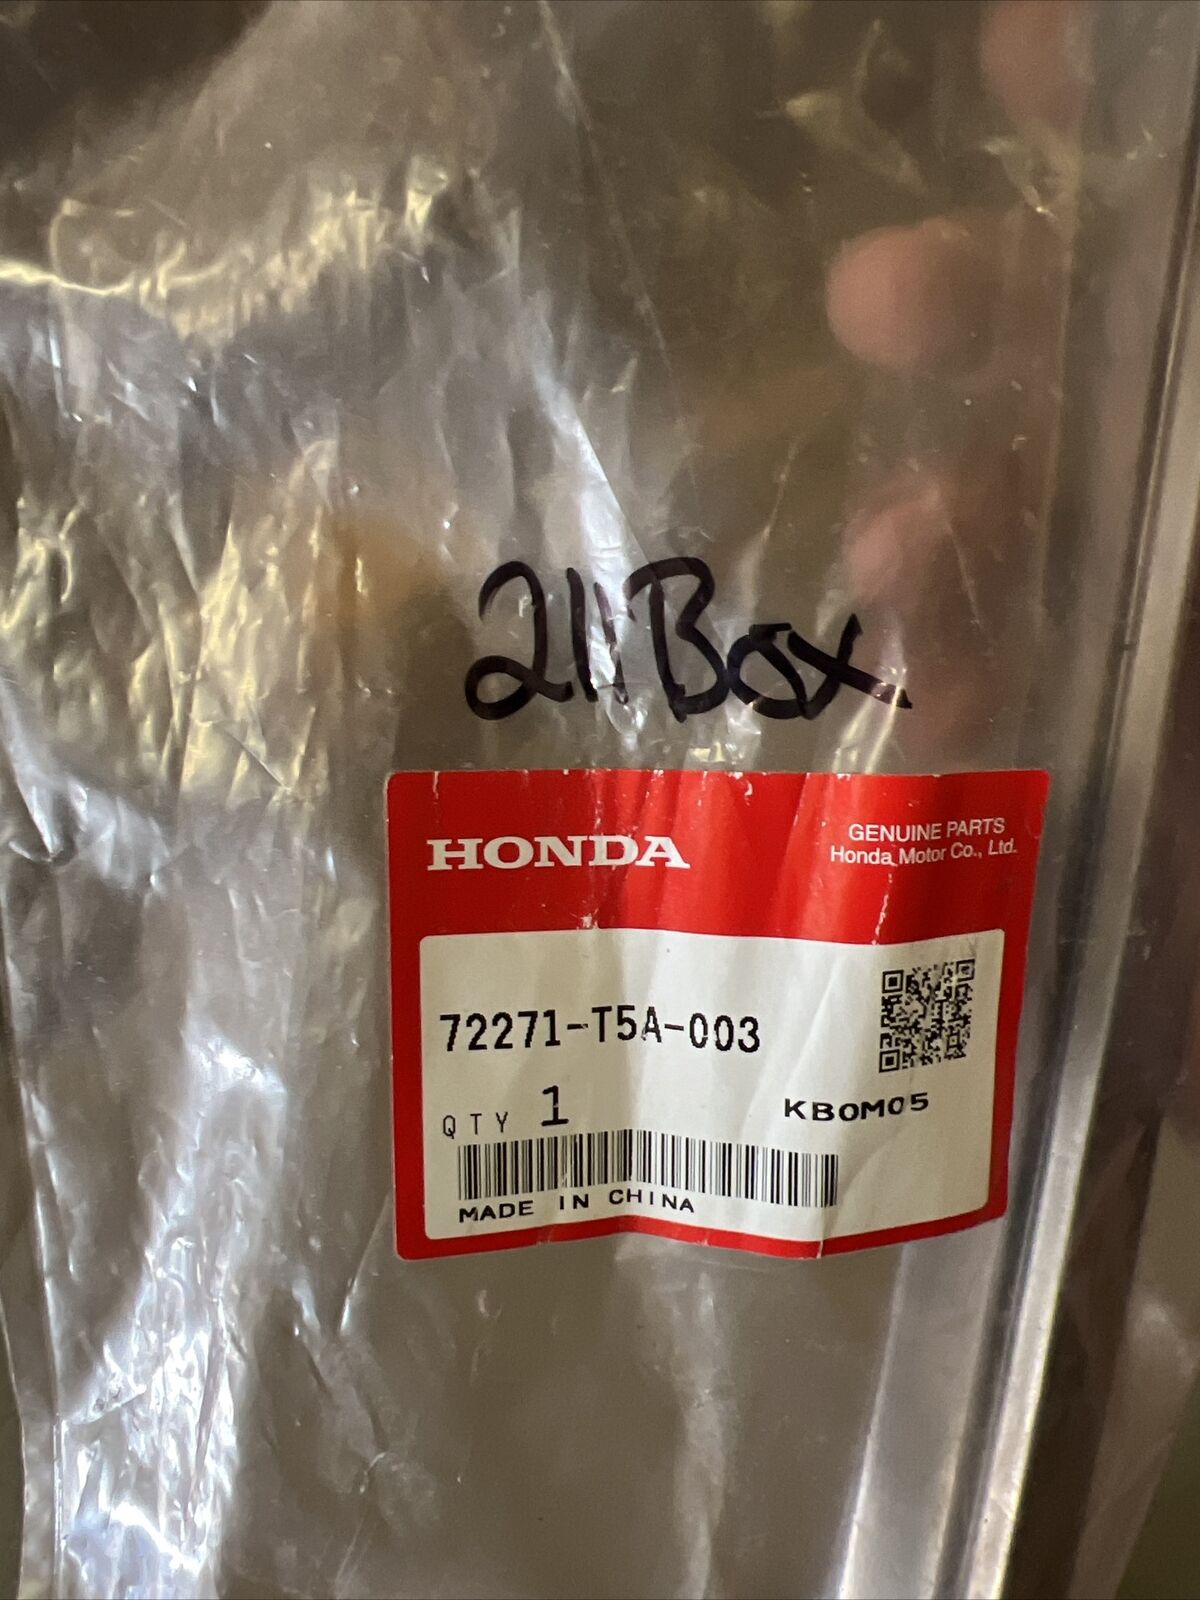 211Box
HONDA
GENUINE PARTS
Honda Motor Co., Ltd.
72271-T5A-003
QTY 1
KB0M05
MADE IN CHINA